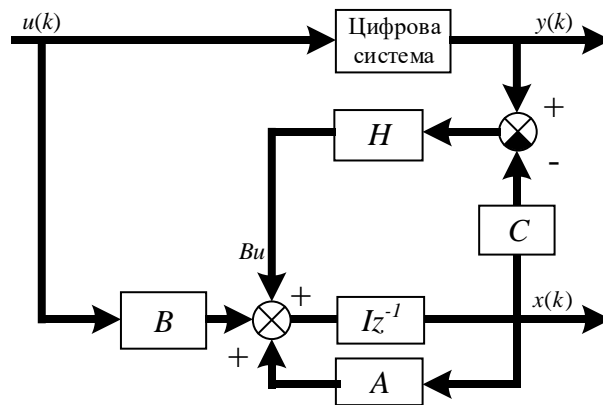 u(k)
Цифрова
система
y(k)
+
H
-
C
Bu
+
x(k)
B
Iz⁻¹
+
A